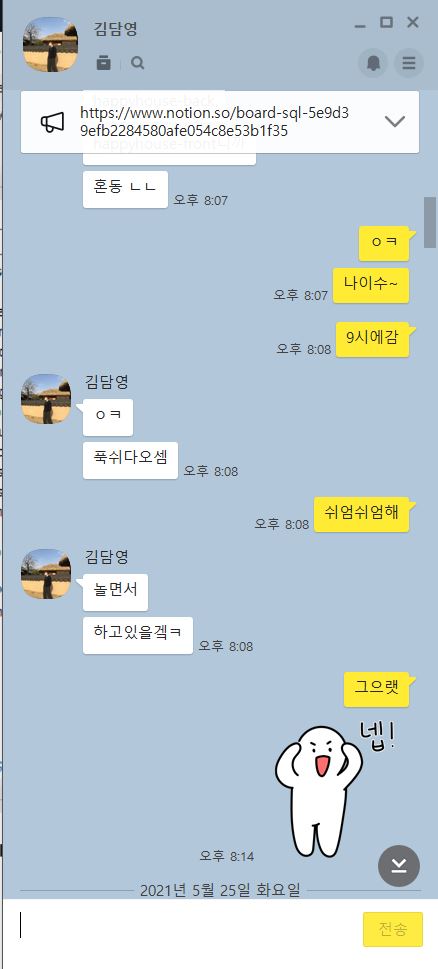 김담영
https://www.notion.so/board-sql-5e9d3
9efb2284580afe054c8e53b1f35
혼동 ㄴㄴ
오후 8:07
ㅇㅋ
나이수~
오후 8:07
9시에감
오후 8:08
김담영
ㅇㅋ
푹쉬다오셈
오후 8:08
쉬엄쉬엄해
오후 8:08
김담영
놀면서
하고있을겤ㅋ
오후 8:08
그으랫
넵!
오후 8:14
2021년 5월 25일 화요일
전송